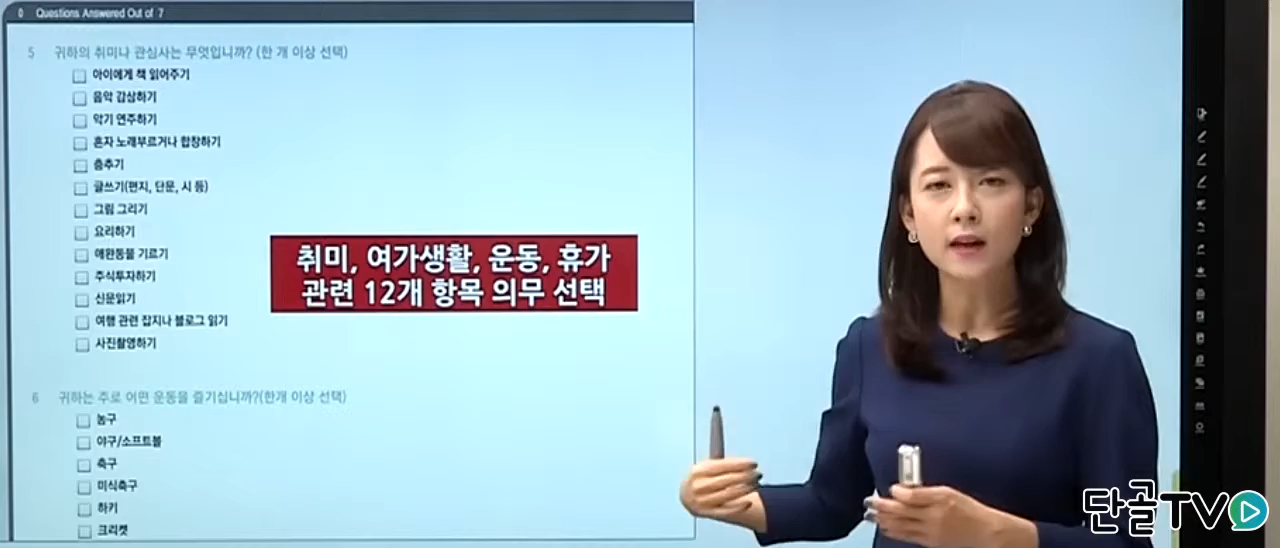 0 Questions Answered Out of 7
5 귀하의 취미나 관심사는 무엇입니까? (한 개 이상 선택)
아이에게 책 읽어주기
음악 감상하기
악기 연주하기
혼자 노래부르거나 합창하기
춤추기
글쓰기(편지, 단문, 시 등)
그림 그리기
요리하기
애완동물 기르기
주식투자하기
신문읽기
여행 관련 잡지나 블로그 읽기
사진촬영하기
취미, 여가생활, 운동, 휴가
관련 12개 항목 의무 선택
6 귀하는 주로 어떤 운동을 즐기십니까?(한개 이상 선택)
농구
야구/소프트볼
축구
미식축구
하키
크리켓
단골TV